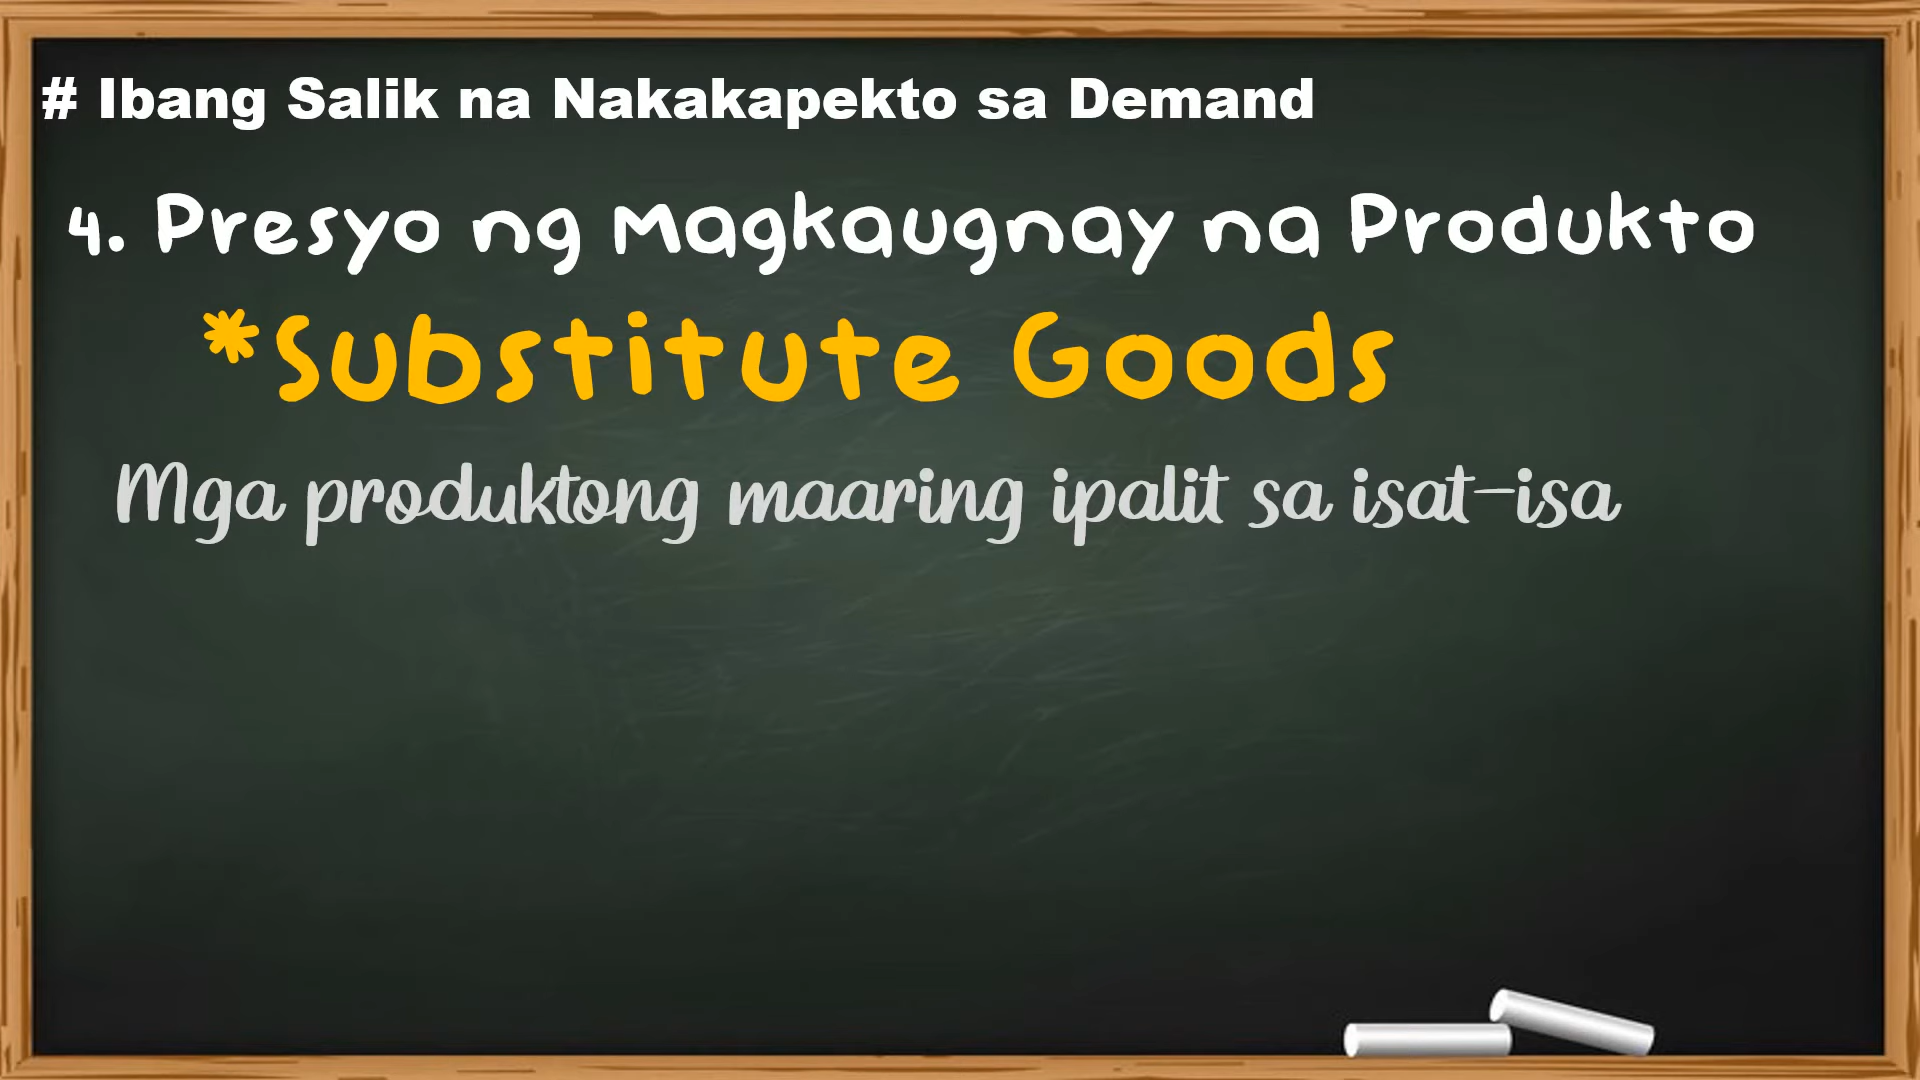 # Ibang Salik na Nakakapekto sa Demand
4. Presyo ng Magkaugnay na Produkto
*Substitute Goods
Mga produktong maaring ipalit sa isat-isa